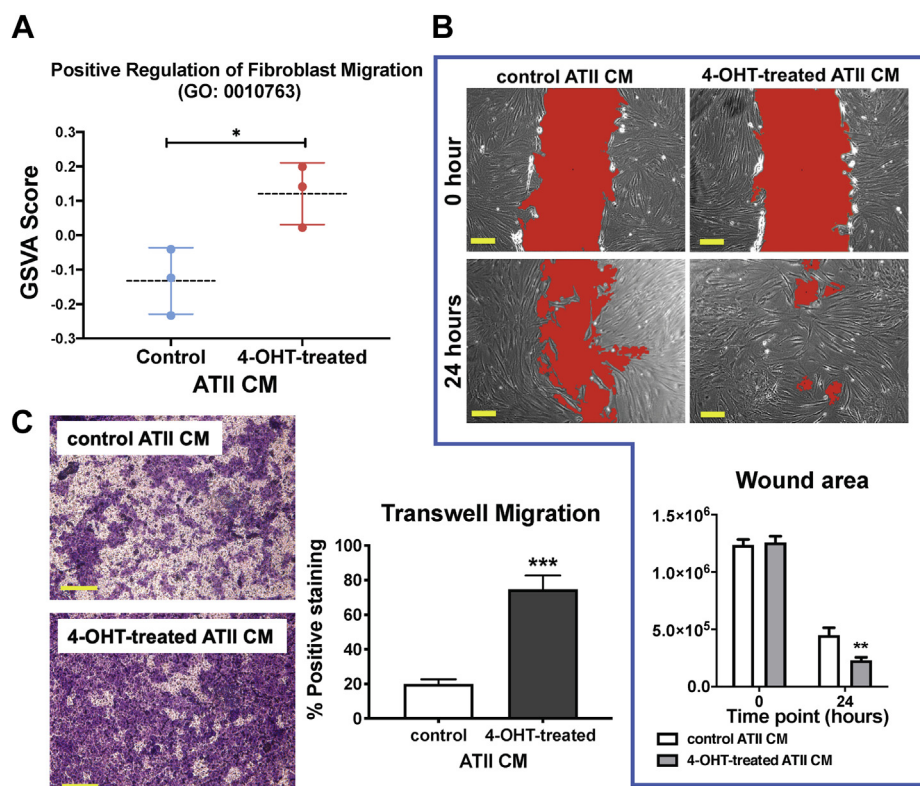 A
Positive Regulation of Fibroblast Migration
(GO: 0010763)
*
0.3
0.2
0.1
0.0
-0.1
-0.2
-0.3
GSVA Score
Control 4-OHT-treated
ATII CM
B
control ATII CM 4-OHT-treated ATII CM
0 hour
24 hours
C
control ATII CM
4-OHT-treated ATII CM
Transwell Migration
% Positive staining
100
80
60
40
20
0
***
control 4-OHT-treated
ATII CM
Wound area
1.5×10⁶
1.0×10⁶
5.0×10⁵
0.0
**
0 24
Time point (hours)
control ATII CM
4-OHT-treated ATII CM